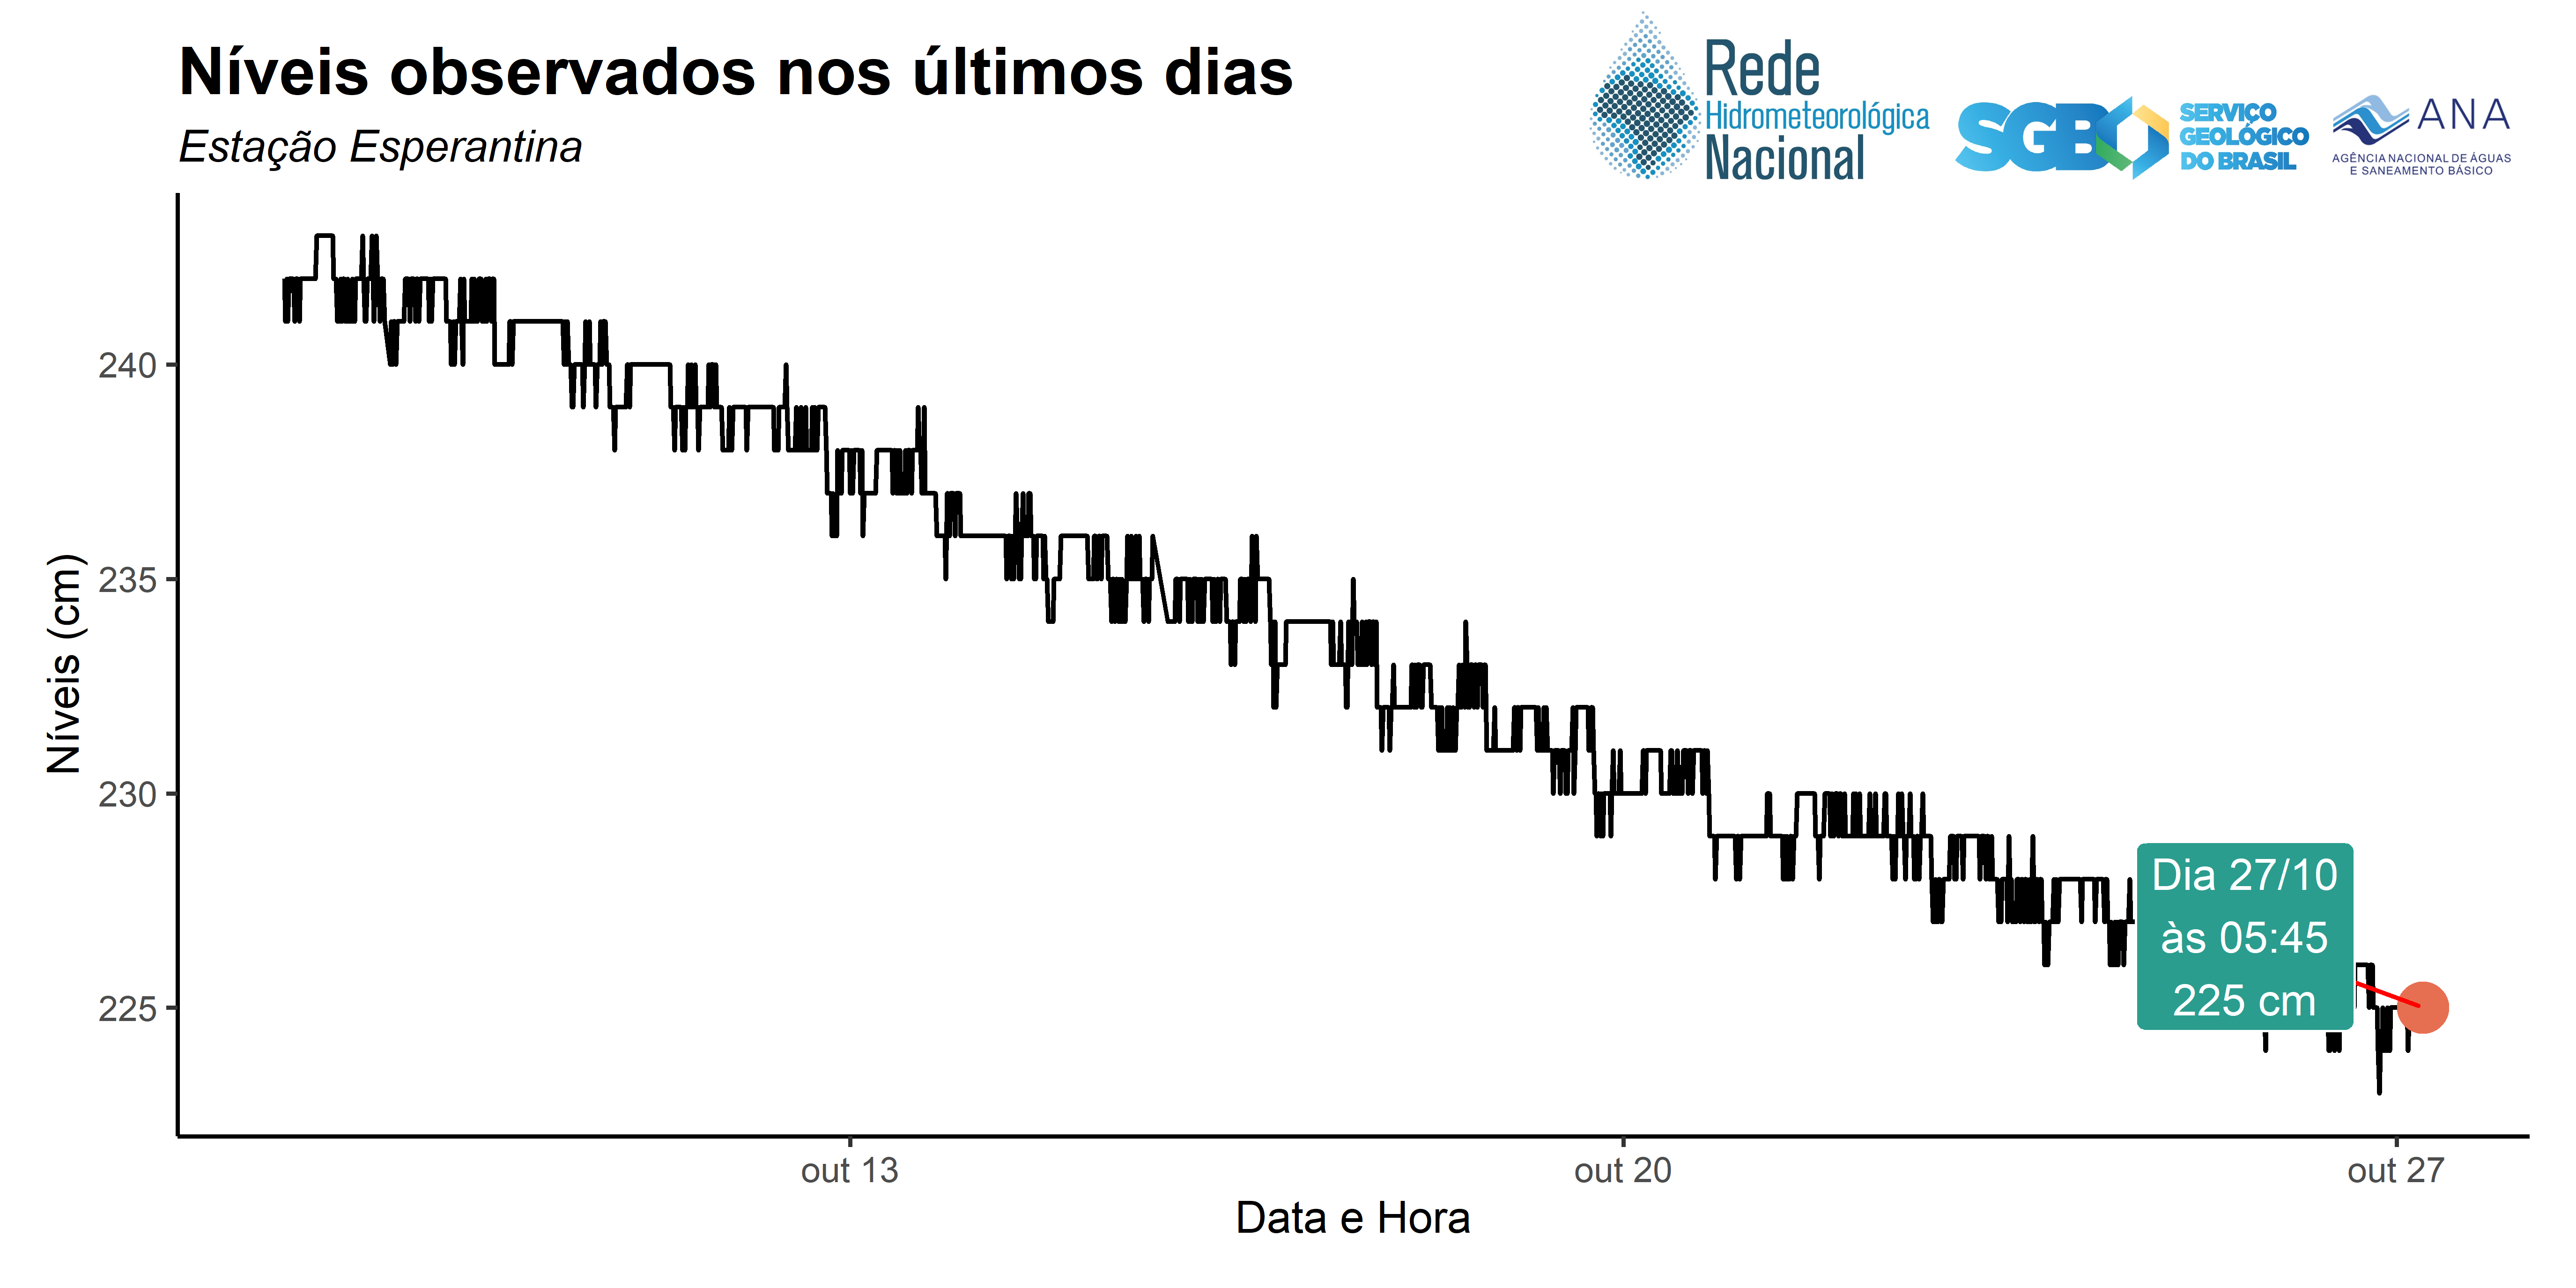 Níveis observados nos últimos dias
Estação Esperantina
Rede
Hidrometeorológica
Nacional
SGB
SERVIÇO
GEOLÓGICO
DO BRASIL
ANA
AGÊNCIA NACIONAL DE ÁGUAS
E SANEAMENTO BÁSICO
Níveis (cm)
240
235
230
225
Dia 27/10
às 05:45
225 cm
out 13
out 20
out 27
Data e Hora